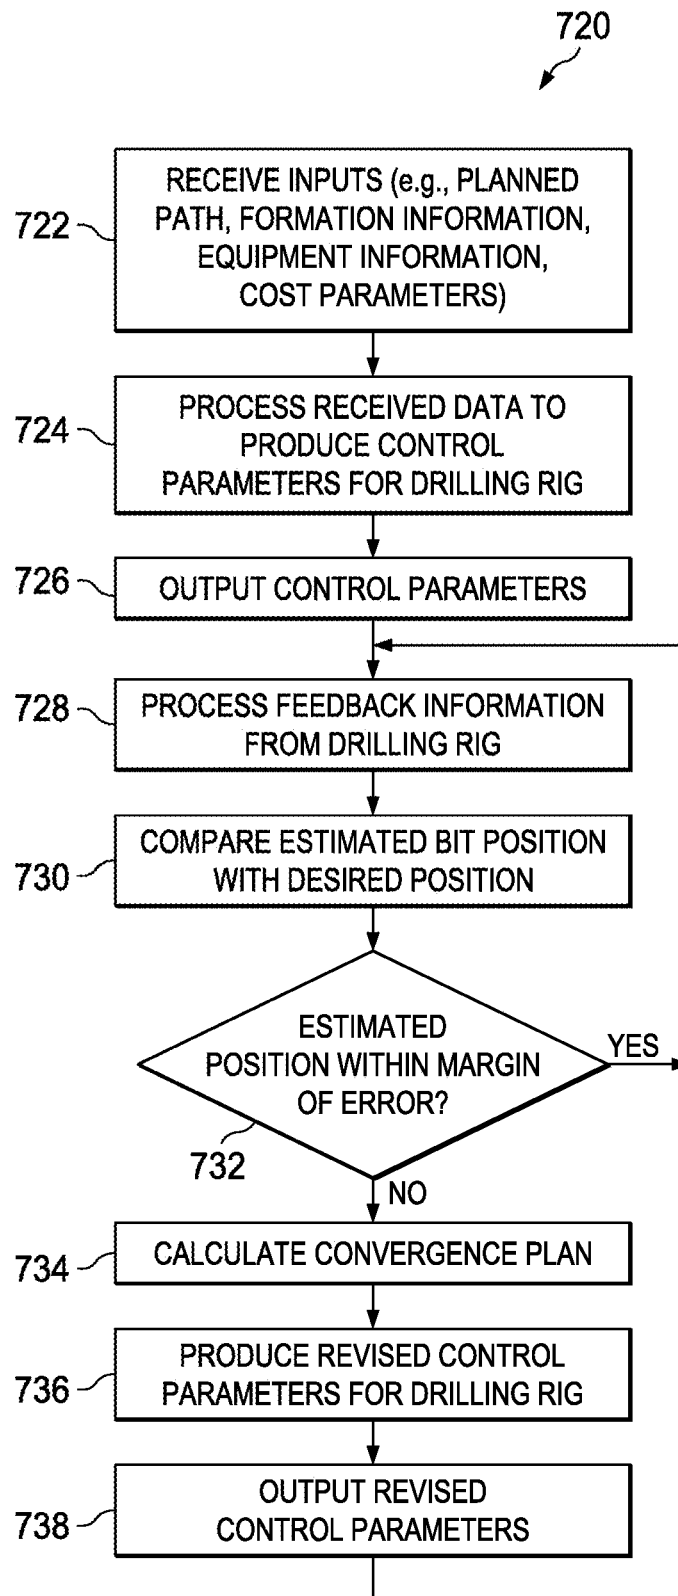 720
722
RECEIVE INPUTS (e.g., PLANNED
PATH, FORMATION INFORMATION,
EQUIPMENT INFORMATION,
COST PARAMETERS)
724
PROCESS RECEIVED DATA TO
PRODUCE CONTROL
PARAMETERS FOR DRILLING RIG
726
OUTPUT CONTROL PARAMETERS
728
PROCESS FEEDBACK INFORMATION
FROM DRILLING RIG
730
COMPARE ESTIMATED BIT POSITION
WITH DESIRED POSITION
ESTIMATED
POSITION WITHIN MARGIN
OF ERROR?
YES
732
NO
734
CALCULATE CONVERGENCE PLAN
736
PRODUCE REVISED CONTROL
PARAMETERS FOR DRILLING RIG
738
OUTPUT REVISED
CONTROL PARAMETERS